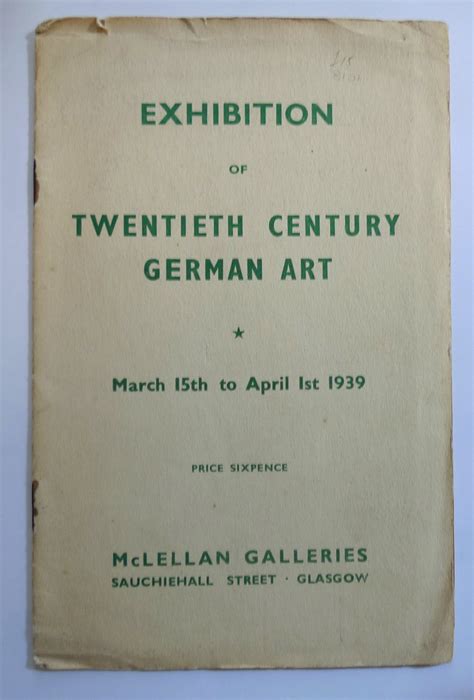 £15
EXHIBITION
OF
TWENTIETH CENTURY
GERMAN ART
★
March 15th to April 1st 1939
PRICE SIXPENCE
McLELLAN GALLERIES
SAUCHIEHALL STREET · GLASGOW